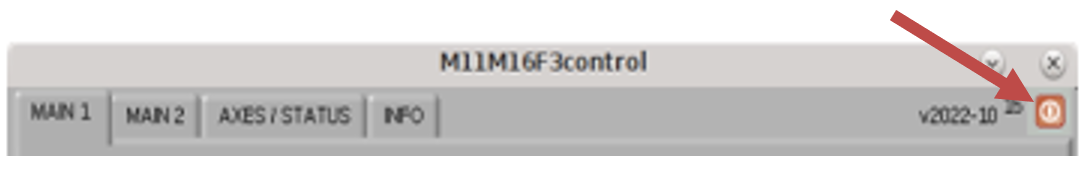 M11M16F3control
MAIN 1 MAIN 2 AXES / STATUS INFO v2022-10